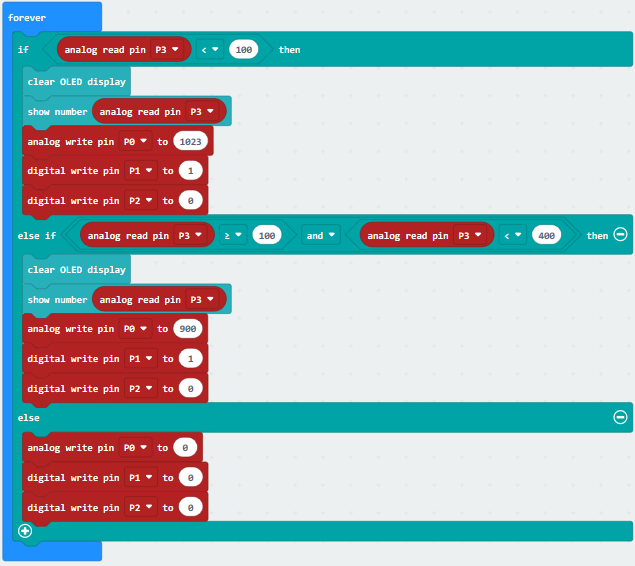 forever
if analog read pin P3 < 100 then
clear OLED display
show number analog read pin P3
analog write pin P0 to 1023
digital write pin P1 to 1
digital write pin P2 to 0
else if analog read pin P3 ≥ 100 and analog read pin P3 < 400 then
clear OLED display
show number analog read pin P3
analog write pin P0 to 900
digital write pin P1 to 1
digital write pin P2 to 0
else
analog write pin P0 to 0
digital write pin P1 to 0
digital write pin P2 to 0